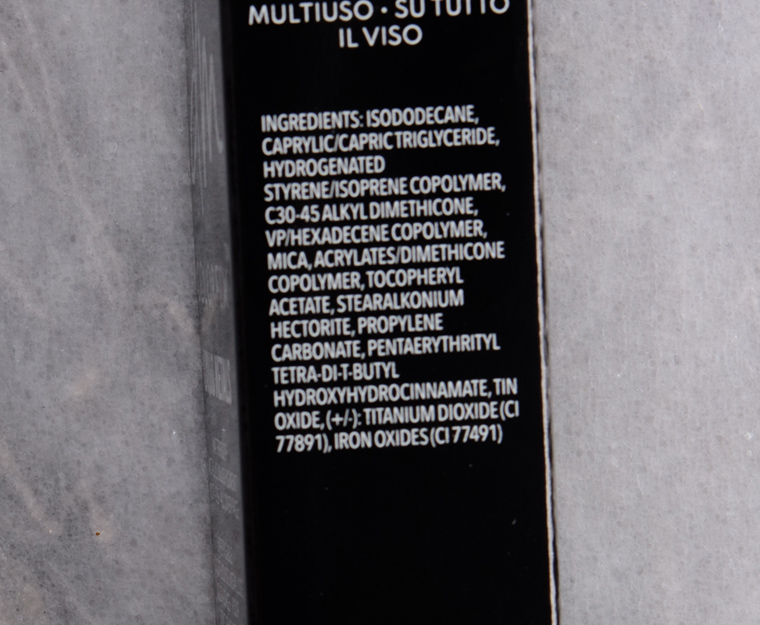 MULTIUSO • SU TUTTO
IL VISO
INGREDIENTS: ISODODECANE,
CAPRYLIC/CAPRIC TRIGLYCERIDE,
HYDROGENATED
STYRENE/ISOPRENE COPOLYMER,
C30-45 ALKYL DIMETHICONE,
VP/HEXADECENE COPOLYMER,
MICA, ACRYLATES/DIMETHICONE
COPOLYMER, TOCOPHERYL
ACETATE, STEARALKONIUM
HECTORITE, PROPYLENE
CARBONATE, PENTAERYTHRITYL
TETRA-DI-T-BUTYL
HYDROXYHYDROCINNAMATE, TIN
OXIDE, (+/-): TITANIUM DIOXIDE (CI
77891), IRON OXIDES (CI 77491)